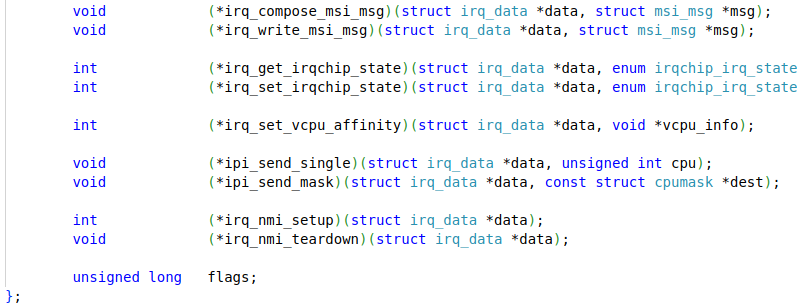 void (*irq_compose_msi_msg)(struct irq_data *data, struct msi_msg *msg);
void (*irq_write_msi_msg)(struct irq_data *data, struct msi_msg *msg);
int (*irq_get_irqchip_state)(struct irq_data *data, enum irqchip_irq_state
int (*irq_set_irqchip_state)(struct irq_data *data, enum irqchip_irq_state
int (*irq_set_vcpu_affinity)(struct irq_data *data, void *vcpu_info);
void (*ipi_send_single)(struct irq_data *data, unsigned int cpu);
void (*ipi_send_mask)(struct irq_data *data, const struct cpumask *dest);
int (*irq_nmi_setup)(struct irq_data *data);
void (*irq_nmi_teardown)(struct irq_data *data);
unsigned long flags;
};